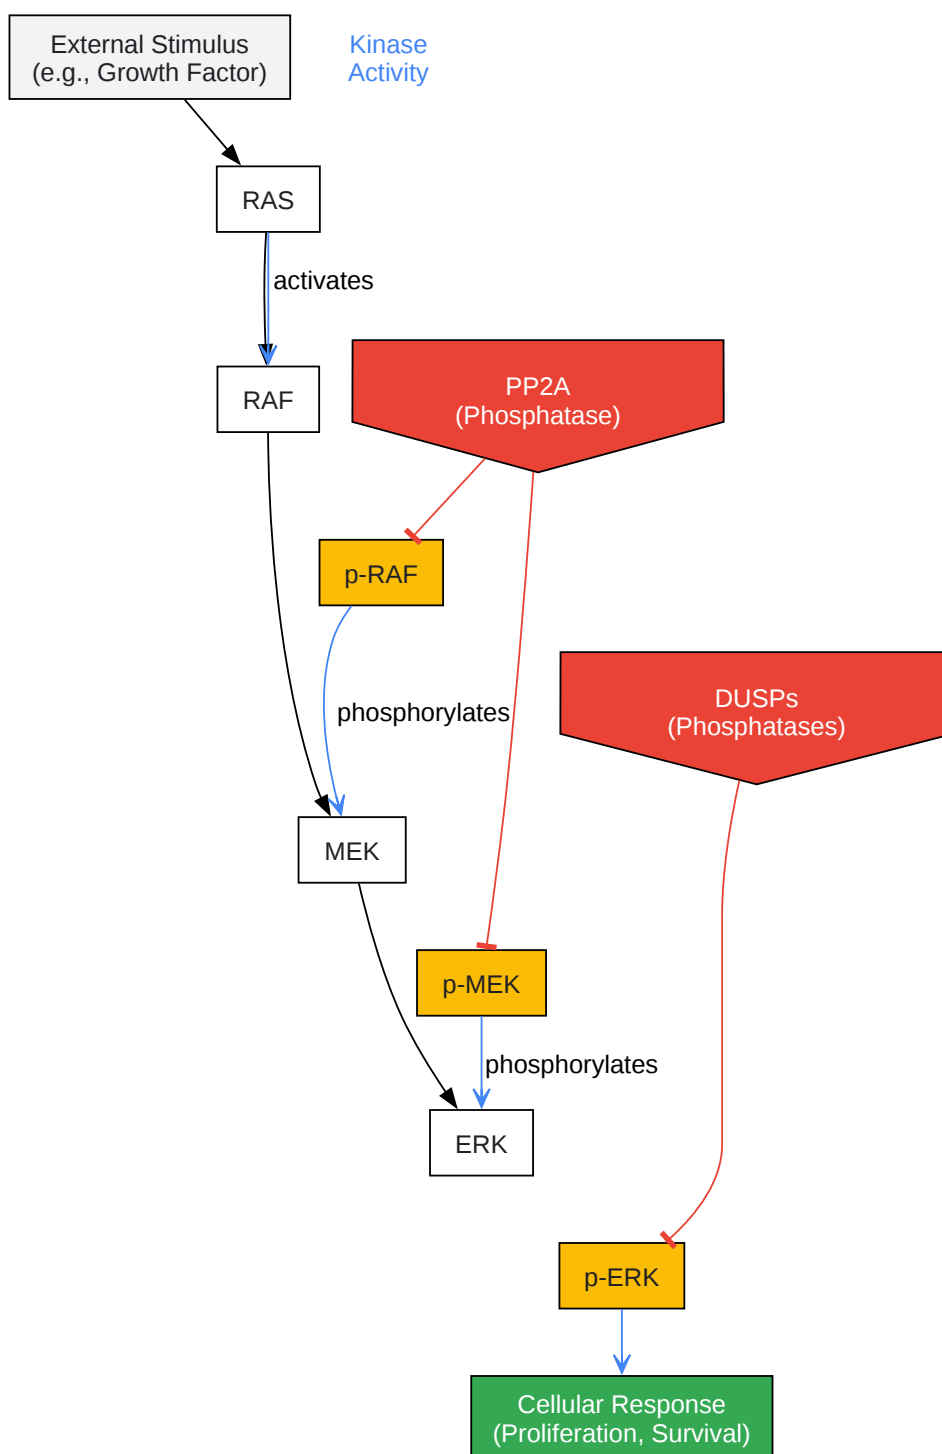 External Stimulus
(e.g., Growth Factor)
Kinase
Activity
RAS
activates
RAF
PP2A
(Phosphatase)
p-RAF
phosphorylates
DUSPs
(Phosphatases)
MEK
p-MEK
phosphorylates
ERK
p-ERK
Cellular Response
(Proliferation, Survival)